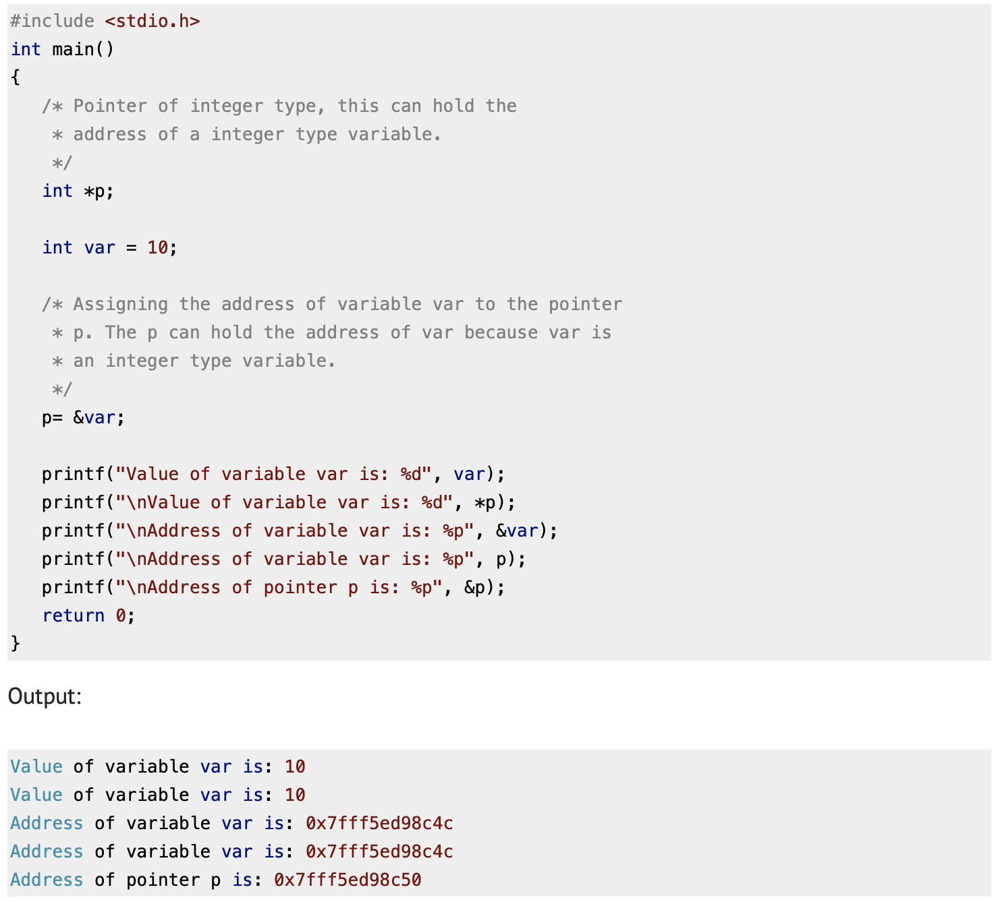 #include <stdio.h>
int main()
{
   /* Pointer of integer type, this can hold the
    * address of a integer type variable.
    */
   int *p;

   int var = 10;

   /* Assigning the address of variable var to the pointer
    * p. The p can hold the address of var because var is
    * an integer type variable.
    */
   p= &var;

   printf("Value of variable var is: %d", var);
   printf("\nValue of variable var is: %d", *p);
   printf("\nAddress of variable var is: %p", &var);
   printf("\nAddress of variable var is: %p", p);
   printf("\nAddress of pointer p is: %p", &p);
   return 0;
}
Output:
Value of variable var is: 10
Value of variable var is: 10
Address of variable var is: 0x7fff5ed98c4c
Address of variable var is: 0x7fff5ed98c4c
Address of pointer p is: 0x7fff5ed98c50